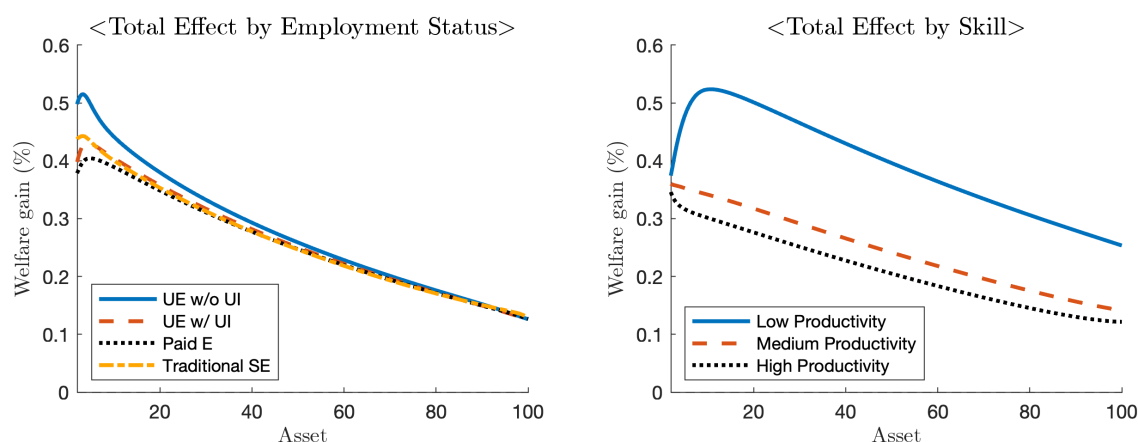 <Total Effect by Employment Status>
0.6
0.5
0.4
0.3
0.2
0.1
0
Welfare gain (%)
UE w/o UI
UE w/ UI
Paid E
Traditional SE
20
40
60
80
100
Asset
<Total Effect by Skill>
0.6
0.5
0.4
0.3
0.2
0.1
0
Welfare gain (%)
Low Productivity
Medium Productivity
High Productivity
20
40
60
80
100
Asset